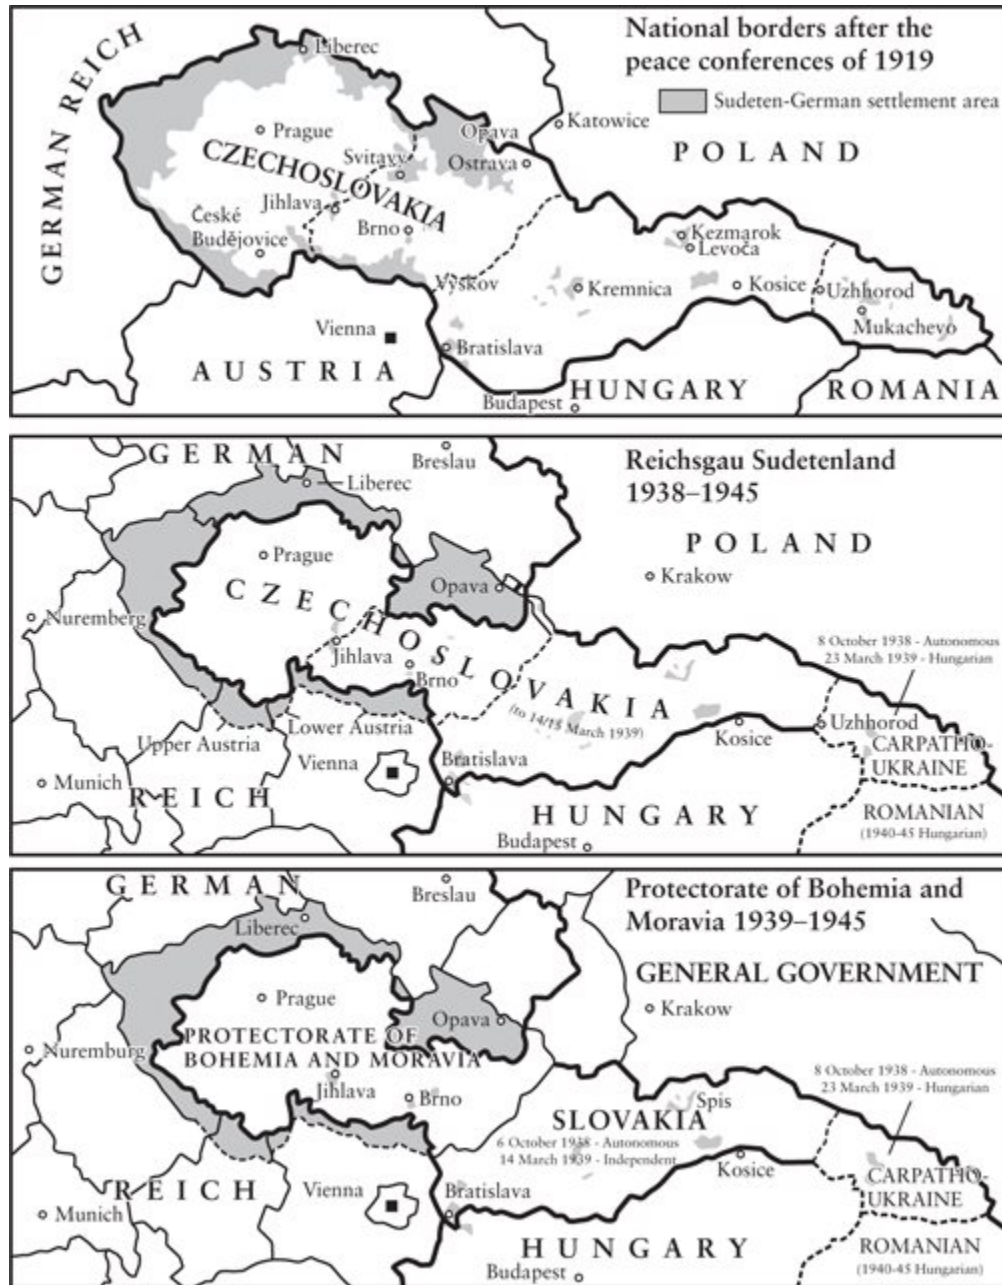 National borders after the
peace conferences of 1919
Sudeten-German settlement area
GERMAN REICH
Liberec
Prague
CZECHOSLOVAKIA
Svitavy
Opava
Ostrava
Katowice
POLAND
Jihlava
České
Budějovice
Brno
Vyskov
Kezmarok
Levoča
Kremnica
Kosice
Uzhhorod
Mukachevo
Vienna
Bratislava
AUSTRIA
HUNGARY
ROMANIA
Budapest
GERMAN
Breslau
Reichsgau Sudetenland
1938–1945
Liberec
POLAND
Prague
Krakow
CZECHOSLOVAKIA
(to 14/15 March 1939)
Opava
Nuremberg
Jihlava
Brno
8 October 1938 - Autonomous
23 March 1939 - Hungarian
Upper Austria
Lower Austria
Kosice
Uzhhorod
CARPATHO-
UKRAINE
Vienna
Bratislava
Munich
REICH
HUNGARY
ROMANIAN
(1940-45 Hungarian)
Budapest
GERMAN
Breslau
Protectorate of Bohemia and
Moravia 1939–1945
Liberec
GENERAL GOVERNMENT
Prague
Krakow
Opava
PROTECTORATE OF
BOHEMIA AND MORAVIA
Nuremburg
Jihlava
Brno
8 October 1938 - Autonomous
23 March 1939 - Hungarian
Spis
SLOVAKIA
6 October 1938 - Autonomous
14 March 1939 - Independent
Kosice
CARPATHO-
UKRAINE
REICH
Vienna
Bratislava
Munich
HUNGARY
ROMANIAN
(1940-45 Hungarian)
Budapest